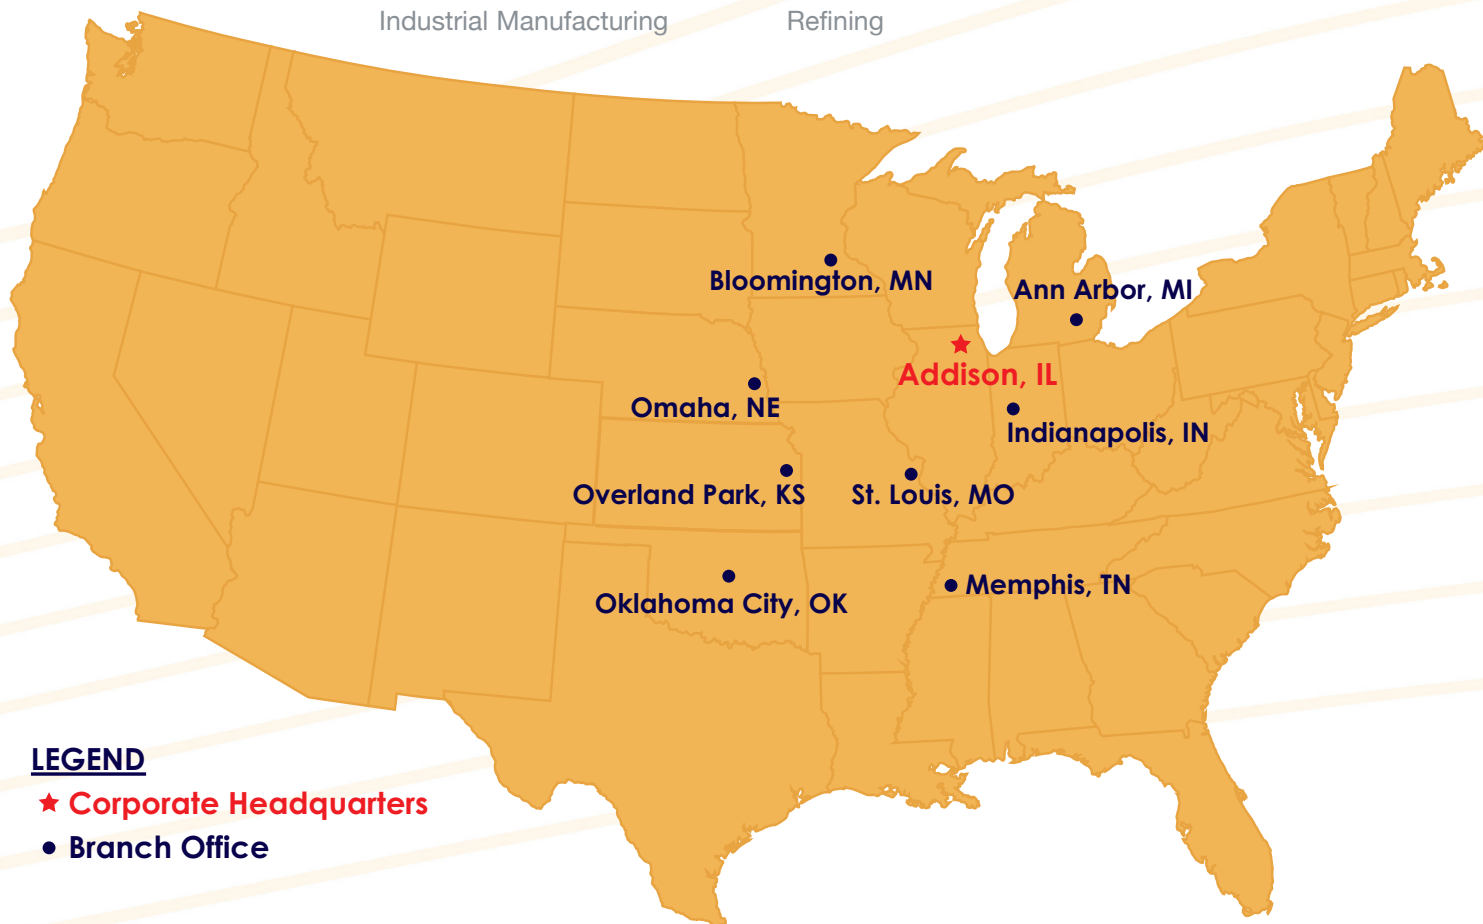 Industrial Manufacturing
Refining
Bloomington, MN
Ann Arbor, MI
Addison, IL
Omaha, NE
Indianapolis, IN
Overland Park, KS
St. Louis, MO
Memphis, TN
Oklahoma City, OK
LEGEND
Corporate Headquarters
Branch Office